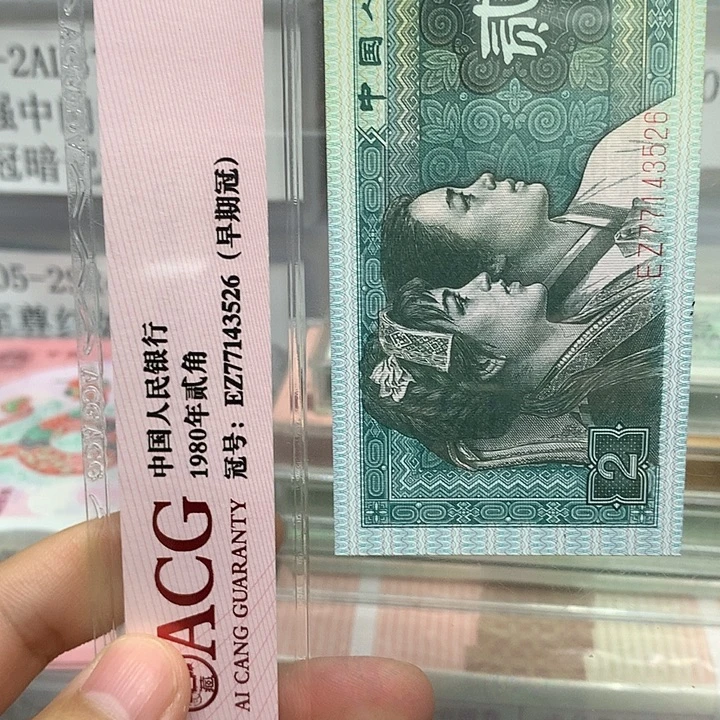 ACG
AI CANG GUARANTY
中国人民银行
1980年贰角
冠号：EZ77143526（早期冠）
中国人
贰
EZ77143526
2